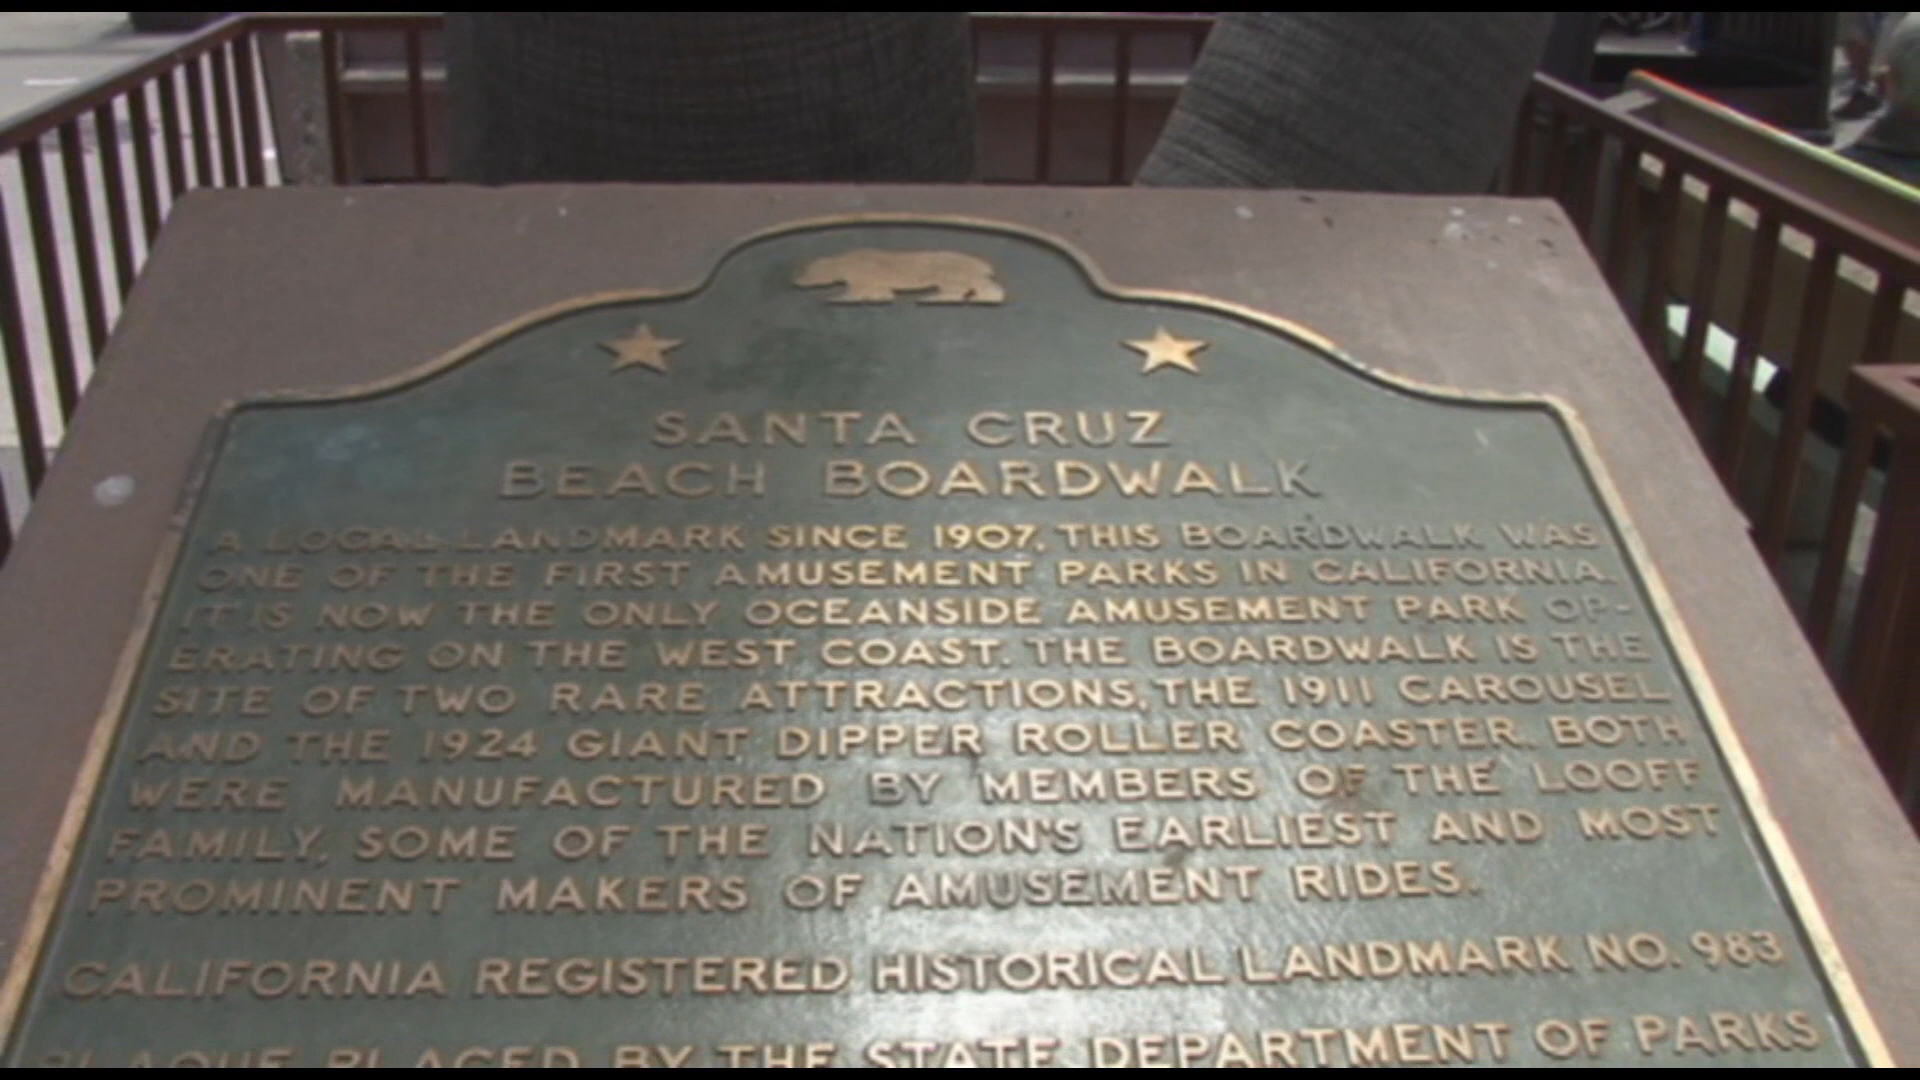 SANTA CRUZ
BEACH BOARDWALK
A LOCAL LANDMARK SINCE 1907, THIS BOARDWALK WAS
ONE OF THE FIRST AMUSEMENT PARKS IN CALIFORNIA.
IT IS NOW THE ONLY OCEANSIDE AMUSEMENT PARK OP-
ERATING ON THE WEST COAST. THE BOARDWALK IS THE
SITE OF TWO RARE ATTRACTIONS, THE 1911 CAROUSEL
AND THE 1924 GIANT DIPPER ROLLER COASTER. BOTH
WERE MANUFACTURED BY MEMBERS OF THE LOOFF
FAMILY, SOME OF THE NATION'S EARLIEST AND MOST
PROMINENT MAKERS OF AMUSEMENT RIDES.
CALIFORNIA REGISTERED HISTORICAL LANDMARK NO. 983
PLAQUE PLACED BY THE STATE DEPARTMENT OF PARKS